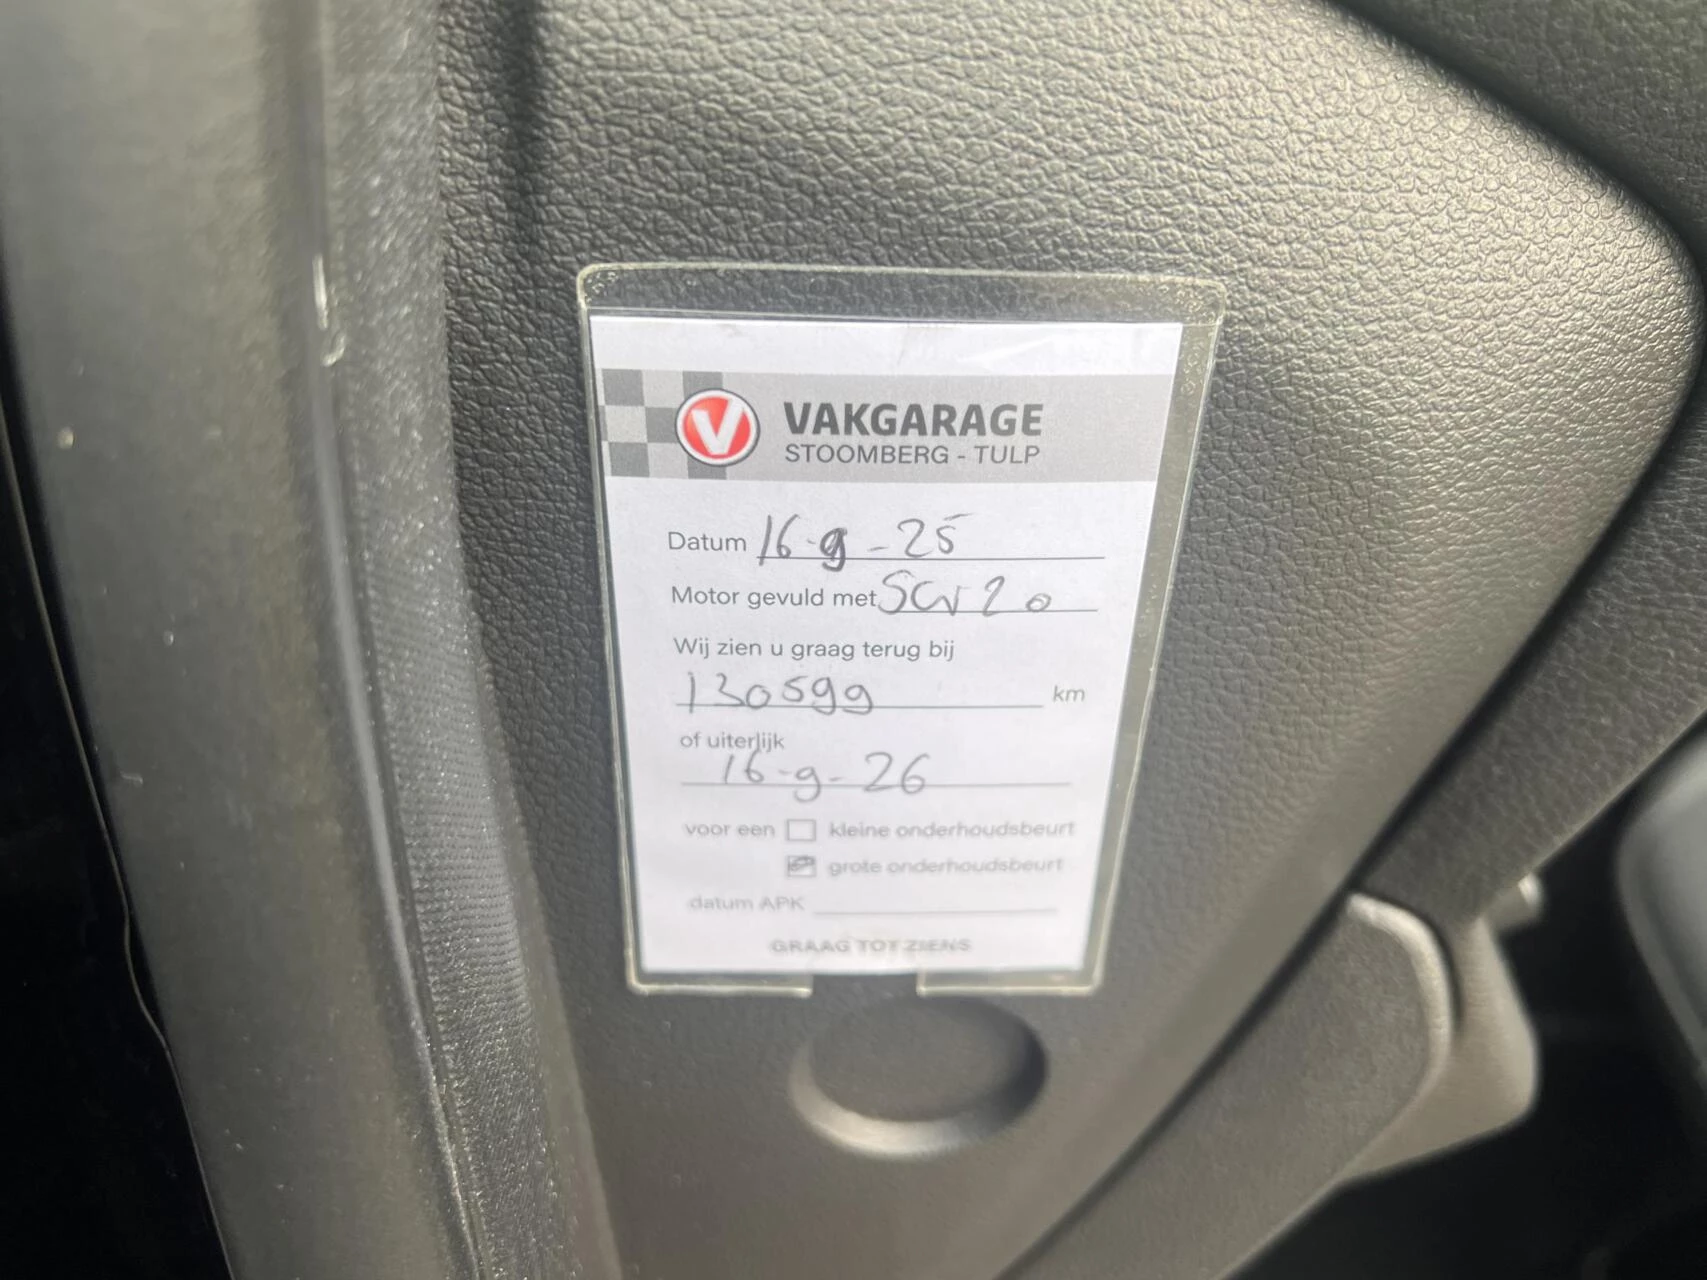 V VAKGARAGE
STOOMBERG - TULP
Datum 16-9-25
Motor gevuld met 5w20
Wij zien u graag terug bij
130599 km
of uiterlijk
16-9-26
voor een kleine onderhoudsbeurt
grote onderhoudsbeurt
datum APK
GRAAG TOT ZIENS